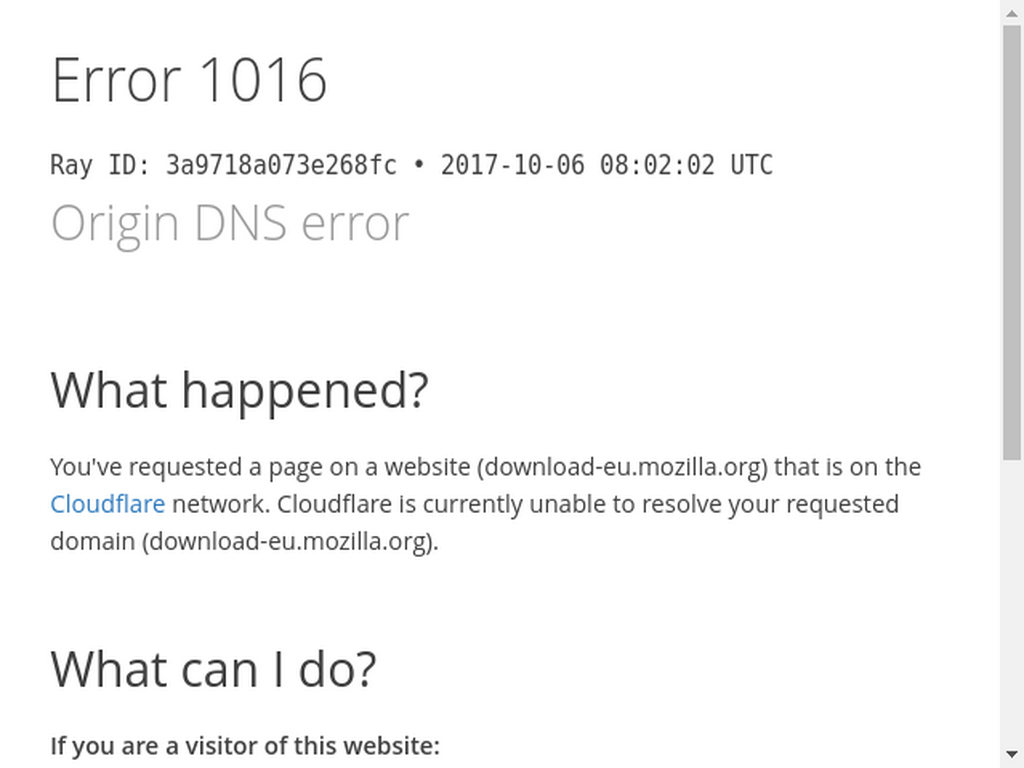 Error 1016
Ray ID: 3a9718a073e268fc • 2017-10-06 08:02:02 UTC
Origin DNS error
What happened?
You've requested a page on a website (download-eu.mozilla.org) that is on the
Cloudflare network. Cloudflare is currently unable to resolve your requested
domain (download-eu.mozilla.org).
What can I do?
If you are a visitor of this website: